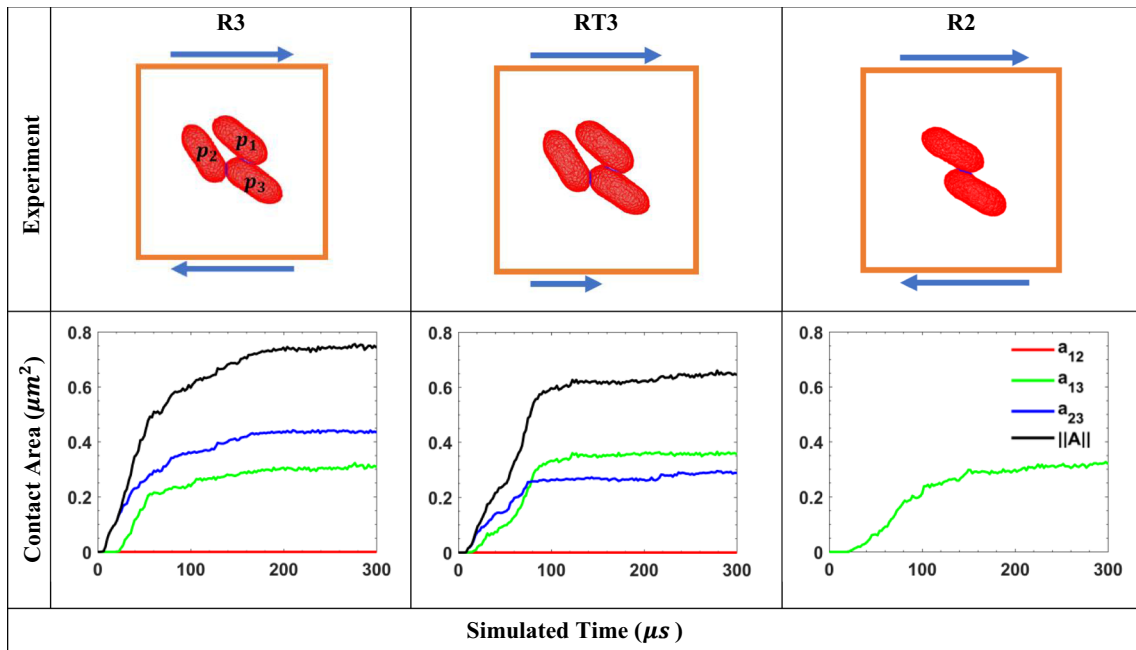 R3 RT3 R2
Experiment
p₁
p₂
p₃
Contact Area (μm²)
0.8
0.6
0.4
0.2
0
0 100 200 300
0.8
0.6
0.4
0.2
0
0 100 200 300
0.8
0.6
0.4
0.2
0
0 100 200 300
a₁₂
a₁₃
a₂₃
||A||
Simulated Time (μs )